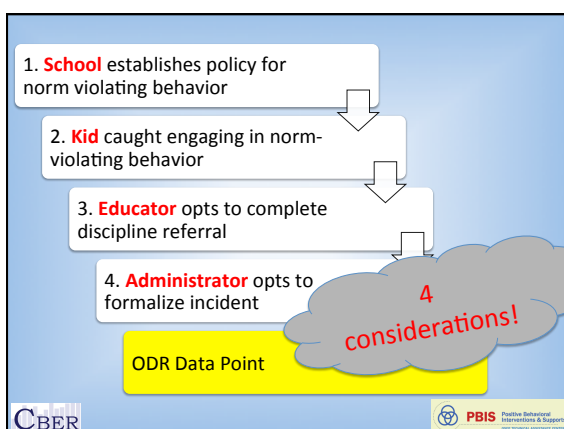 1. School establishes policy for
norm violating behavior
2. Kid caught engaging in norm-
violating behavior
3. Educator opts to complete
discipline referral
4. Administrator opts to
formalize incident
4
considerations!
ODR Data Point
CBER
PBIS Positive Behavioral
Interventions & Supports